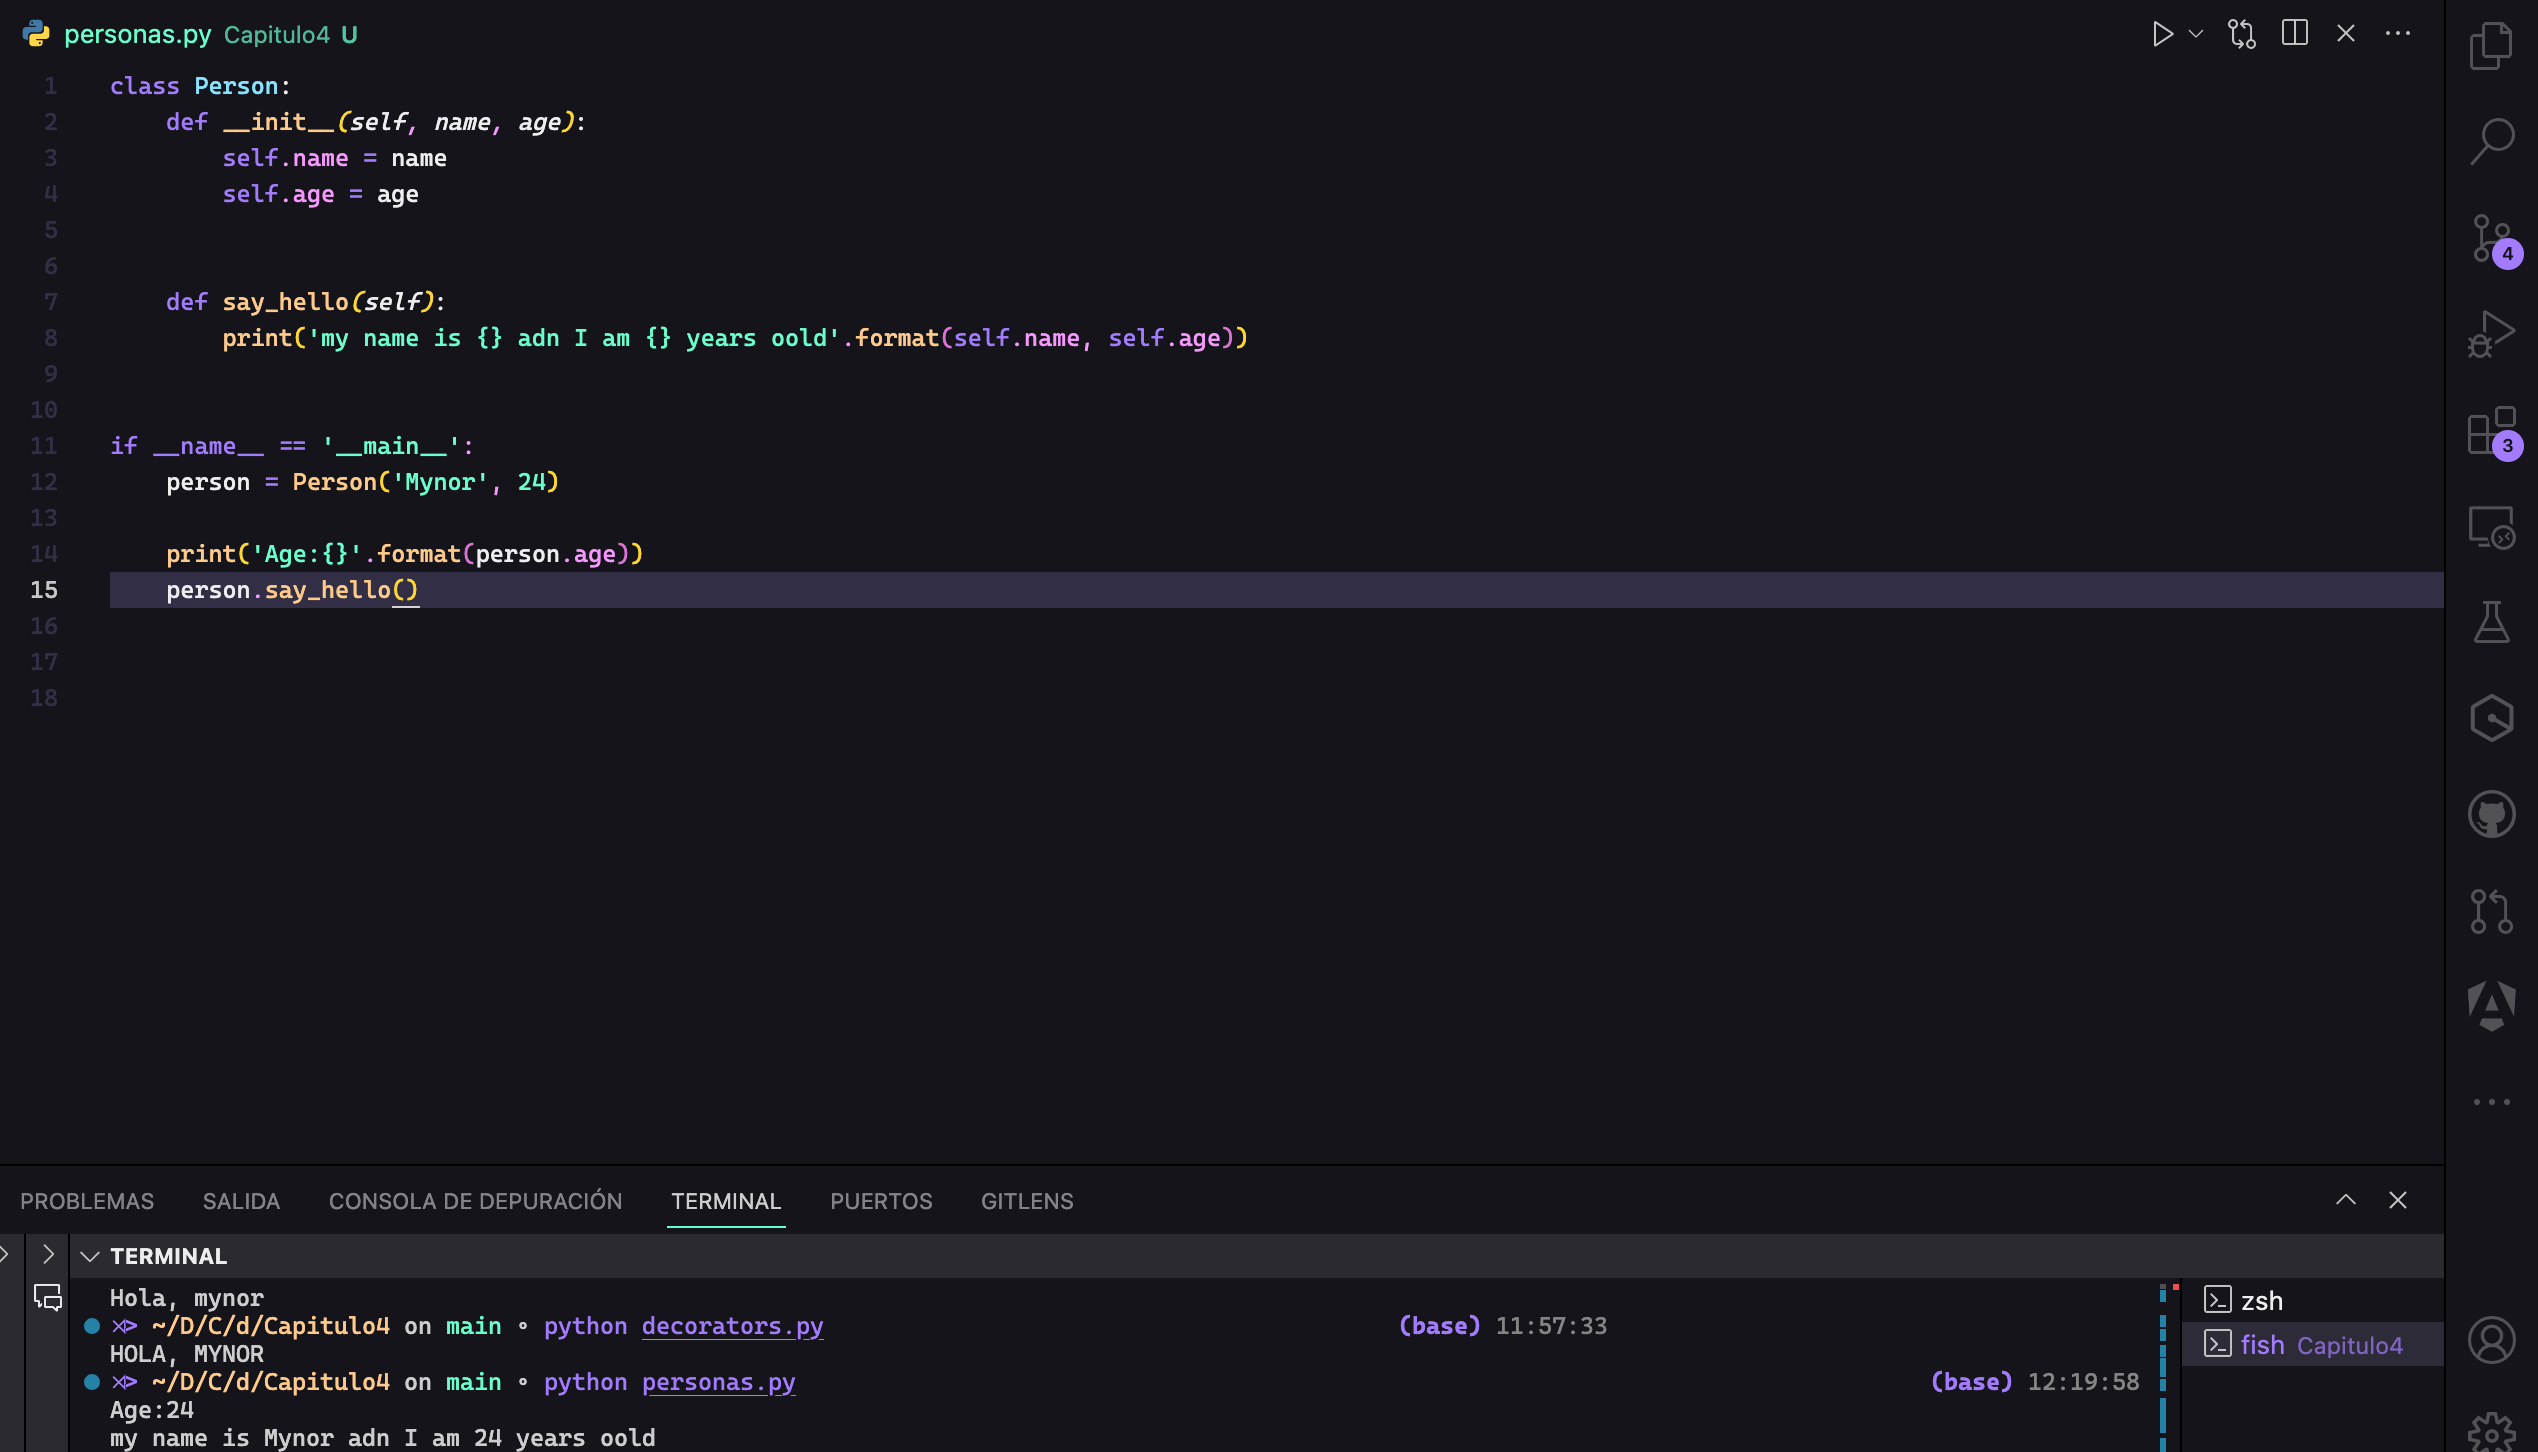 personas.py Capitulo4 U
1 class Person:
2     def __init__(self, name, age):
3         self.name = name
4         self.age = age
5
6
7     def say_hello(self):
8         print('my name is {} adn I am {} years oold'.format(self.name, self.age))
9
10
11 if __name__ == '__main__':
12     person = Person('Mynor', 24)
13
14     print('Age:{}'.format(person.age))
15     person.say_hello()
16
17
18
4
3
PROBLEMAS SALIDA CONSOLA DE DEPURACIÓN TERMINAL PUERTOS GITLENS
TERMINAL
Hola, mynor
~/D/C/d/Capitulo4 on main ∘ python decorators.py (base) 11:57:33
HOLA, MYNOR
~/D/C/d/Capitulo4 on main ∘ python personas.py (base) 12:19:58
Age:24
my name is Mynor adn I am 24 years oold
zsh
fish Capitulo4